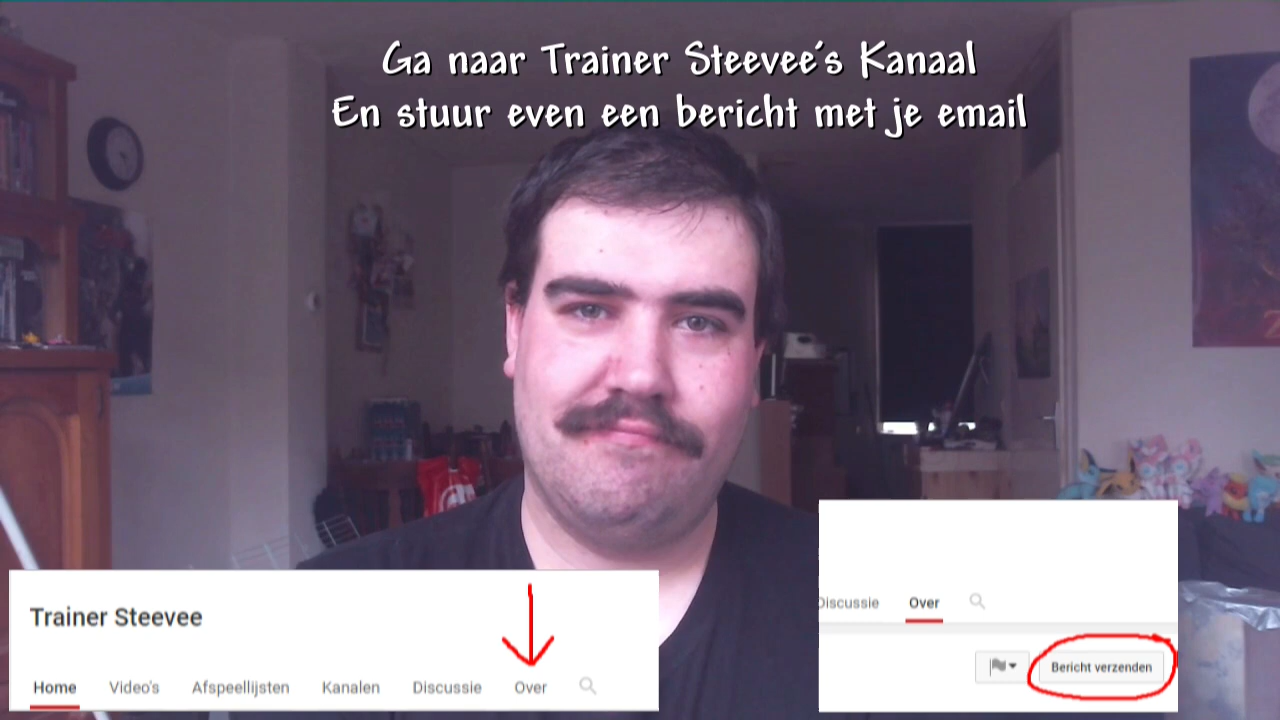 Ga naar Trainer Steevee's Kanaal
En stuur even een bericht met je email
Trainer Steevee
Home Video's Afspeellijsten Kanalen Discussie Over
Discussie Over
Bericht verzenden